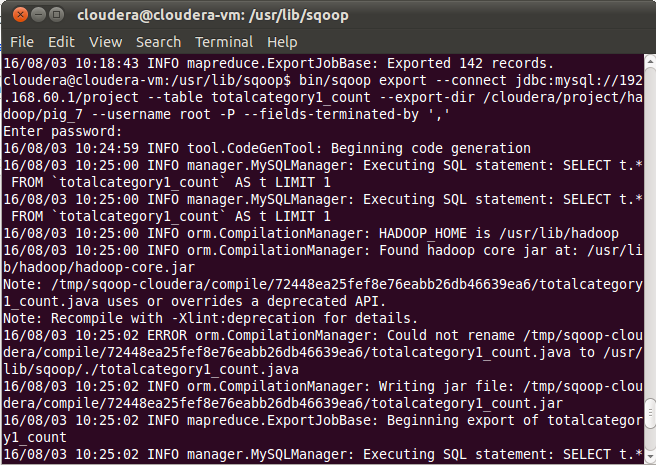 cloudera@cloudera-vm: /usr/lib/sqoop
File Edit View Search Terminal Help
16/08/03 10:18:43 INFO mapreduce.ExportJobBase: Exported 142 records.
cloudera@cloudera-vm:/usr/lib/sqoop$ bin/sqoop export --connect jdbc:mysql://192
.168.60.1/project --table totalcategory1_count --export-dir /cloudera/project/ha
doop/pig_7 --username root -P --fields-terminated-by ','
Enter password:
16/08/03 10:24:59 INFO tool.CodeGenTool: Beginning code generation
16/08/03 10:25:00 INFO manager.MySQLManager: Executing SQL statement: SELECT t.*
 FROM `totalcategory1_count` AS t LIMIT 1
16/08/03 10:25:00 INFO manager.MySQLManager: Executing SQL statement: SELECT t.*
 FROM `totalcategory1_count` AS t LIMIT 1
16/08/03 10:25:00 INFO orm.CompilationManager: HADOOP_HOME is /usr/lib/hadoop
16/08/03 10:25:00 INFO orm.CompilationManager: Found hadoop core jar at: /usr/li
b/hadoop/hadoop-core.jar
Note: /tmp/sqoop-cloudera/compile/72448ea25fef8e76eabb26db46639ea6/totalcategory
1_count.java uses or overrides a deprecated API.
Note: Recompile with -Xlint:deprecation for details.
16/08/03 10:25:02 ERROR orm.CompilationManager: Could not rename /tmp/sqoop-clou
dera/compile/72448ea25fef8e76eabb26db46639ea6/totalcategory1_count.java to /usr/
lib/sqoop/./totalcategory1_count.java
16/08/03 10:25:02 INFO orm.CompilationManager: Writing jar file: /tmp/sqoop-clou
dera/compile/72448ea25fef8e76eabb26db46639ea6/totalcategory1_count.jar
16/08/03 10:25:02 INFO mapreduce.ExportJobBase: Beginning export of totalcategor
y1_count
16/08/03 10:25:02 INFO manager.MySQLManager: Executing SQL statement: SELECT t.*